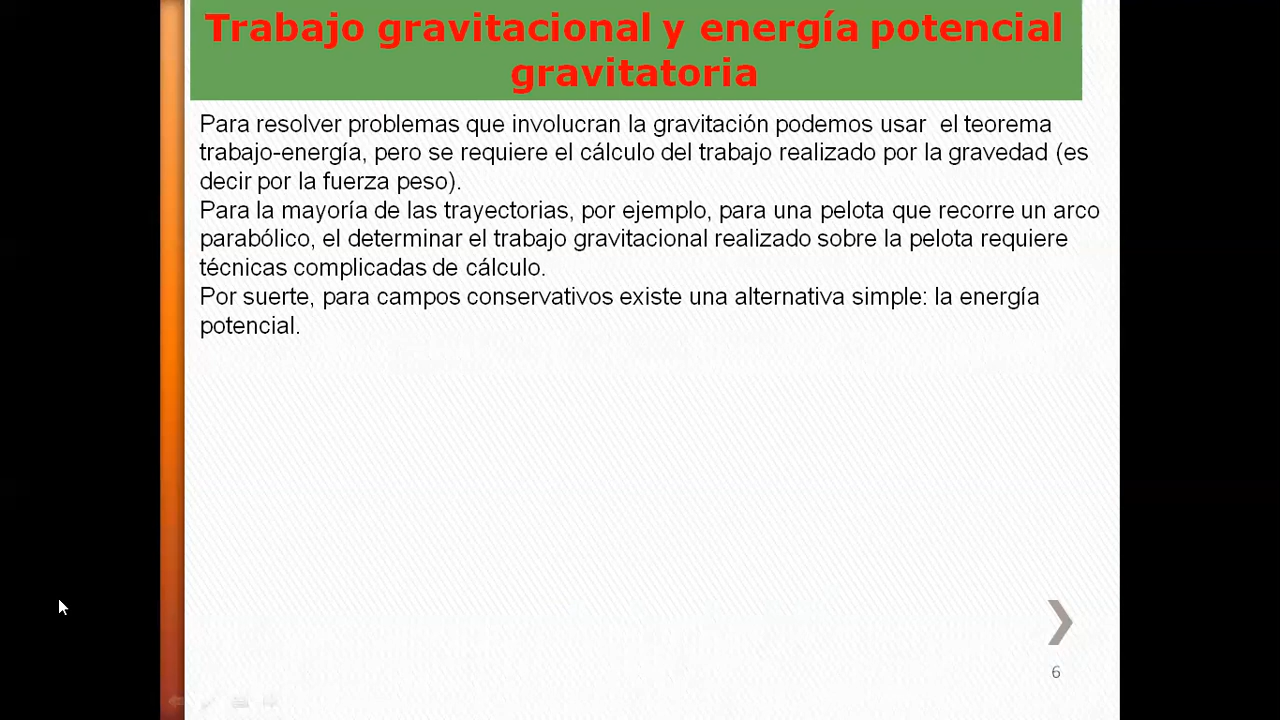 Trabajo gravitacional y energía potencial
gravitatoria
Para resolver problemas que involucran la gravitación podemos usar  el teorema
trabajo-energía, pero se requiere el cálculo del trabajo realizado por la gravedad (es
decir por la fuerza peso).
Para la mayoría de las trayectorias, por ejemplo, para una pelota que recorre un arco
parabólico, el determinar el trabajo gravitacional realizado sobre la pelota requiere
técnicas complicadas de cálculo.
Por suerte, para campos conservativos existe una alternativa simple: la energía
potencial.
6